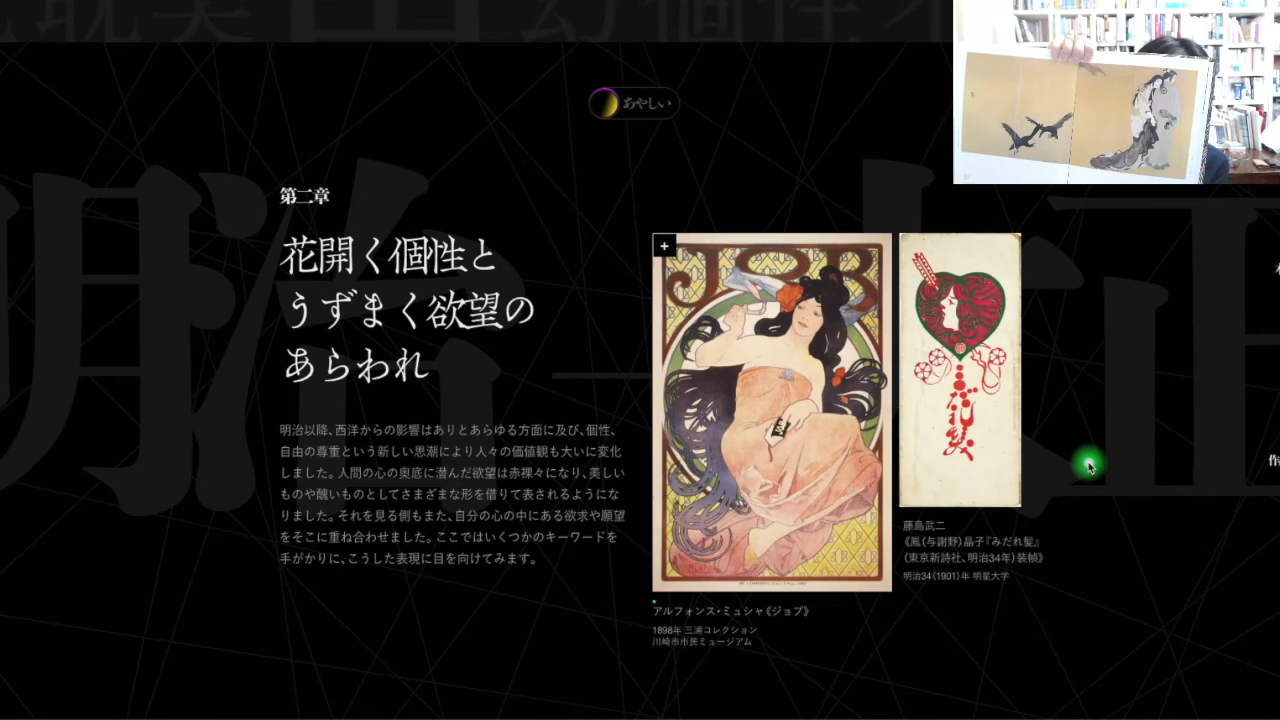 あやしい
第二章
花開く個性と
うずまく欲望の
あらわれ
明治以降、西洋からの影響はありとあらゆる方面に及び、個性、
自由の尊重という新しい思潮により人々の価値観も大いに変化
しました。人間の心の奥底に潜んだ欲望は赤裸々になり、美しい
ものや醜いものとしてさまざまな形を借りて表されるようにな
りました。それを見る側もまた、自分の心の中にある欲求や願望
をそこに重ね合わせました。ここではいくつかのキーワードを
手がかりに、こうした表現に目を向けてみます。
JOB
アルフォンス・ミュシャ《ジョブ》
1898年 三浦コレクション
川崎市市民ミュージアム
みだれ髪
藤島武二
《鳳(与謝野)晶子『みだれ髪』
(東京新詩社、明治34年)装幀》
明治34(1901)年 明星大学
明治
大正
作